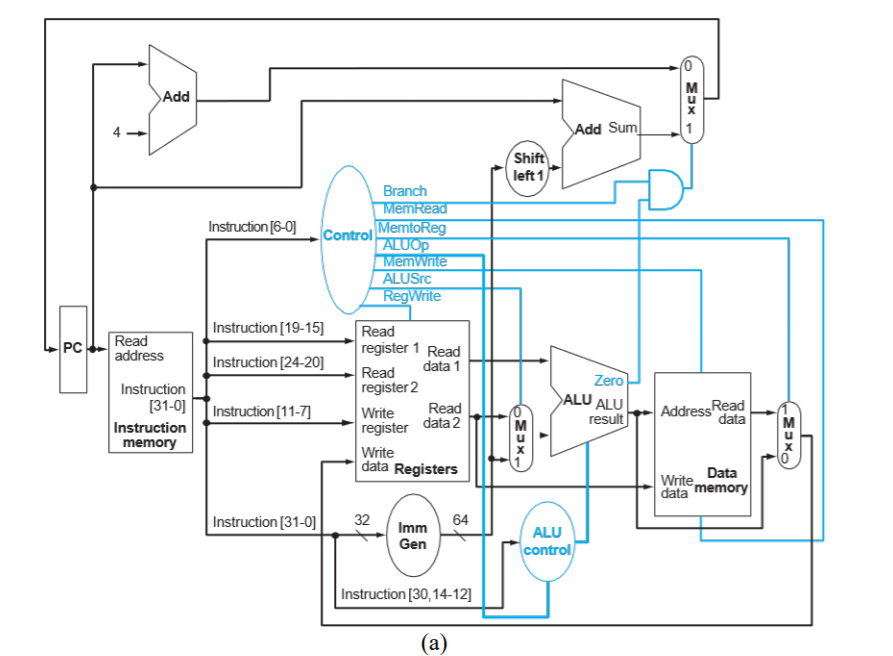 0
M
u
x
1
Add
4
Add Sum
Shift
left 1
Branch
MemRead
Instruction [6-0]
Control
MemtoReg
ALUOp
MemWrite
ALUSrc
RegWrite
PC
Read
address
Instruction
[31-0]
Instruction
memory
Instruction [19-15]
Instruction [24-20]
Instruction [11-7]
Read
register 1
Read
data 1
Read
register 2
Write
register
Read
data 2
Write
data
Registers
0
M
u
x
1
Zero
ALU
ALU
result
Address
Read
data
Write
data
Data
memory
1
M
u
x
0
Instruction [31-0]
32
Imm
Gen
64
ALU
control
Instruction [30,14-12]
(a)